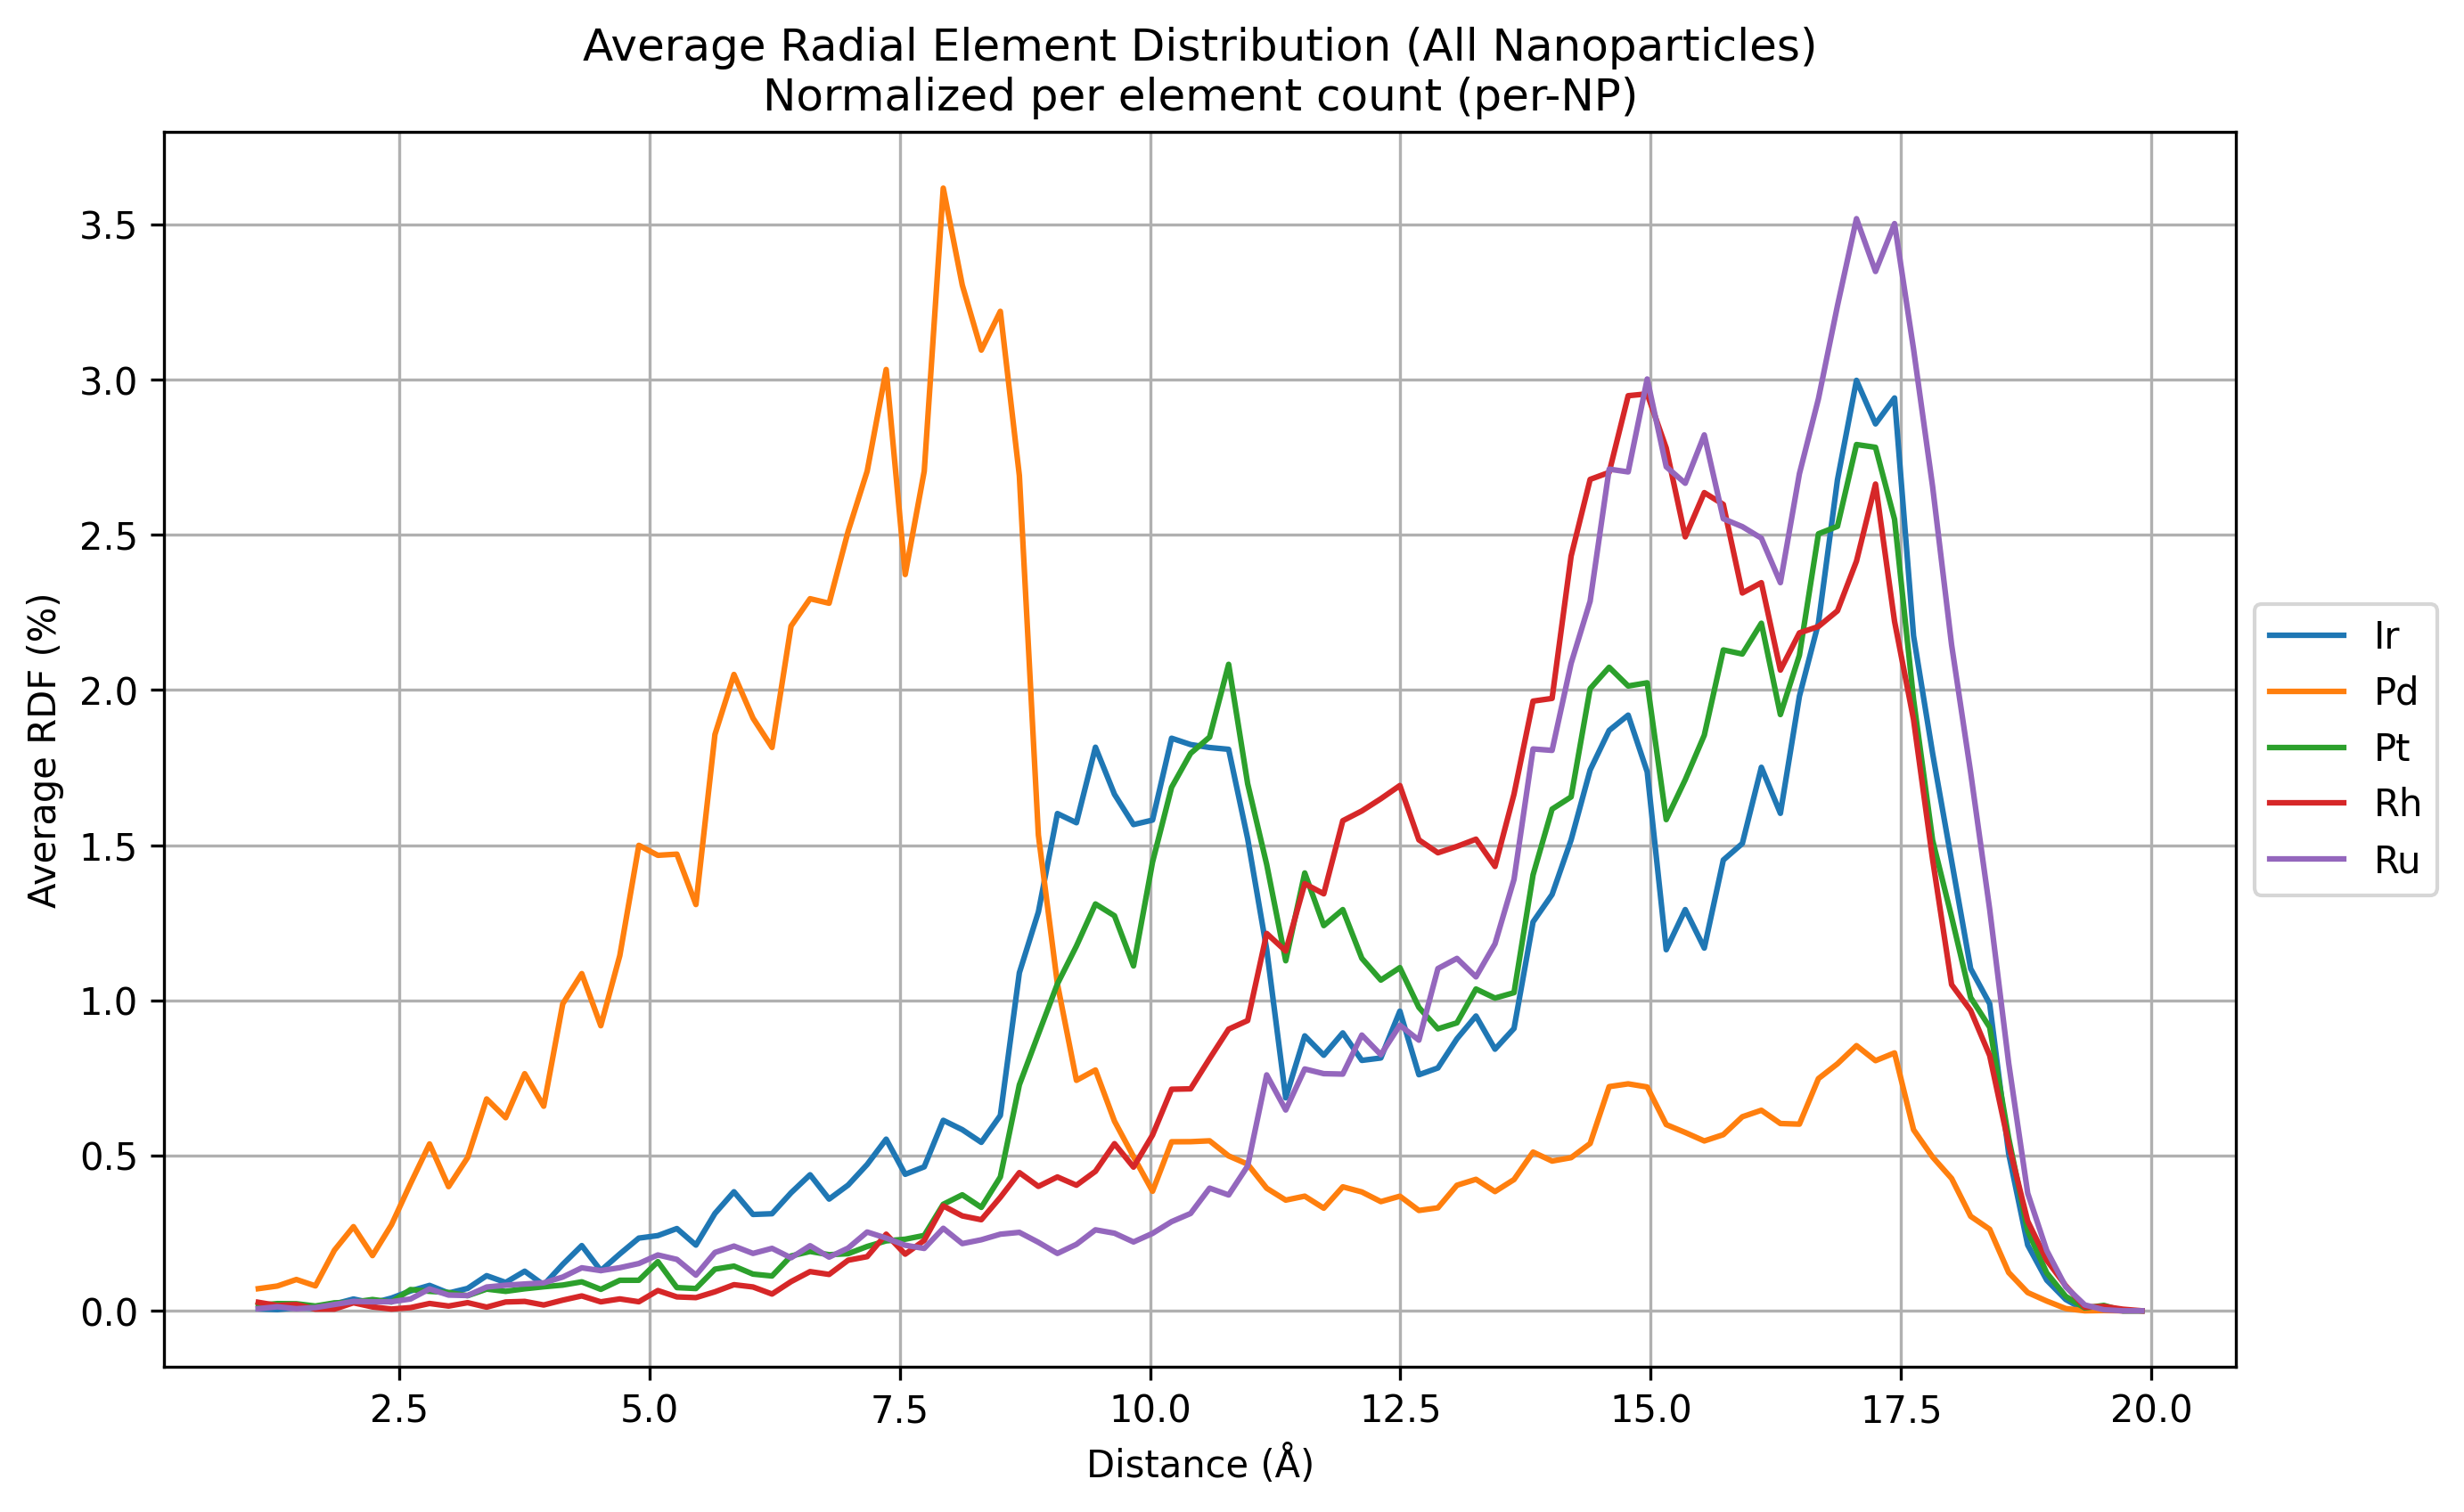 Average Radial Element Distribution (All Nanoparticles)
Normalized per element count (per-NP)
Average RDF (%)
3.5
3.0
2.5
2.0
1.5
1.0
0.5
0.0
2.5
5.0
7.5
10.0
12.5
15.0
17.5
20.0
Distance (Å)
Ir
Pd
Pt
Rh
Ru